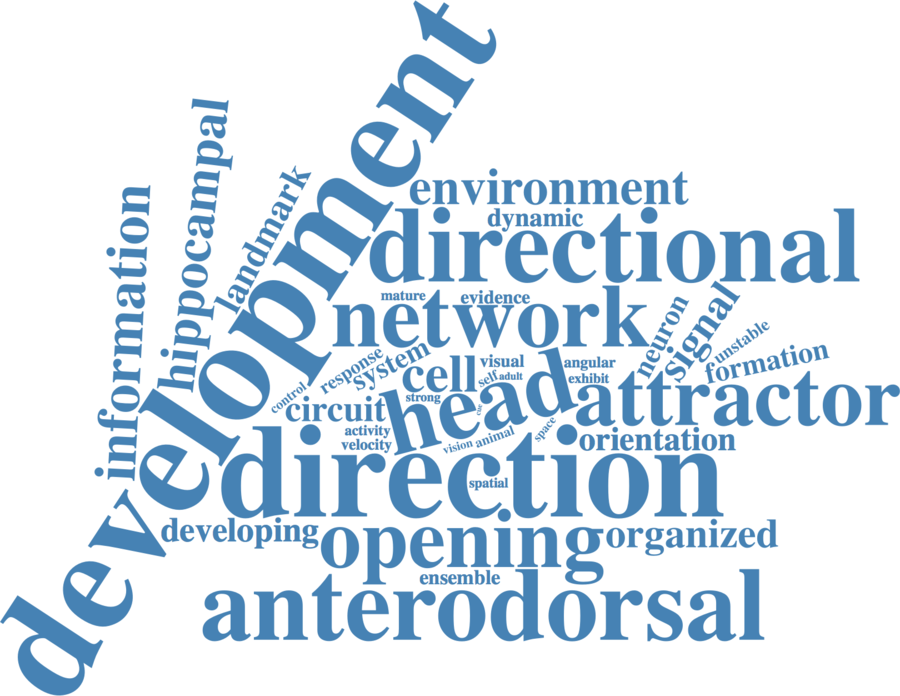 development
information
hippocampal
landmark
environment
dynamic
directional
mature
evidence
network
neuron
signal
unstable
formation
response
system
control
cell
visual
self
adult
angular
exhibit
strong
cue
head
attractor
circuit
activity
velocity
vision
animal
space
orientation
direction
spatial
developing
opening
organized
ensemble
anterodorsal